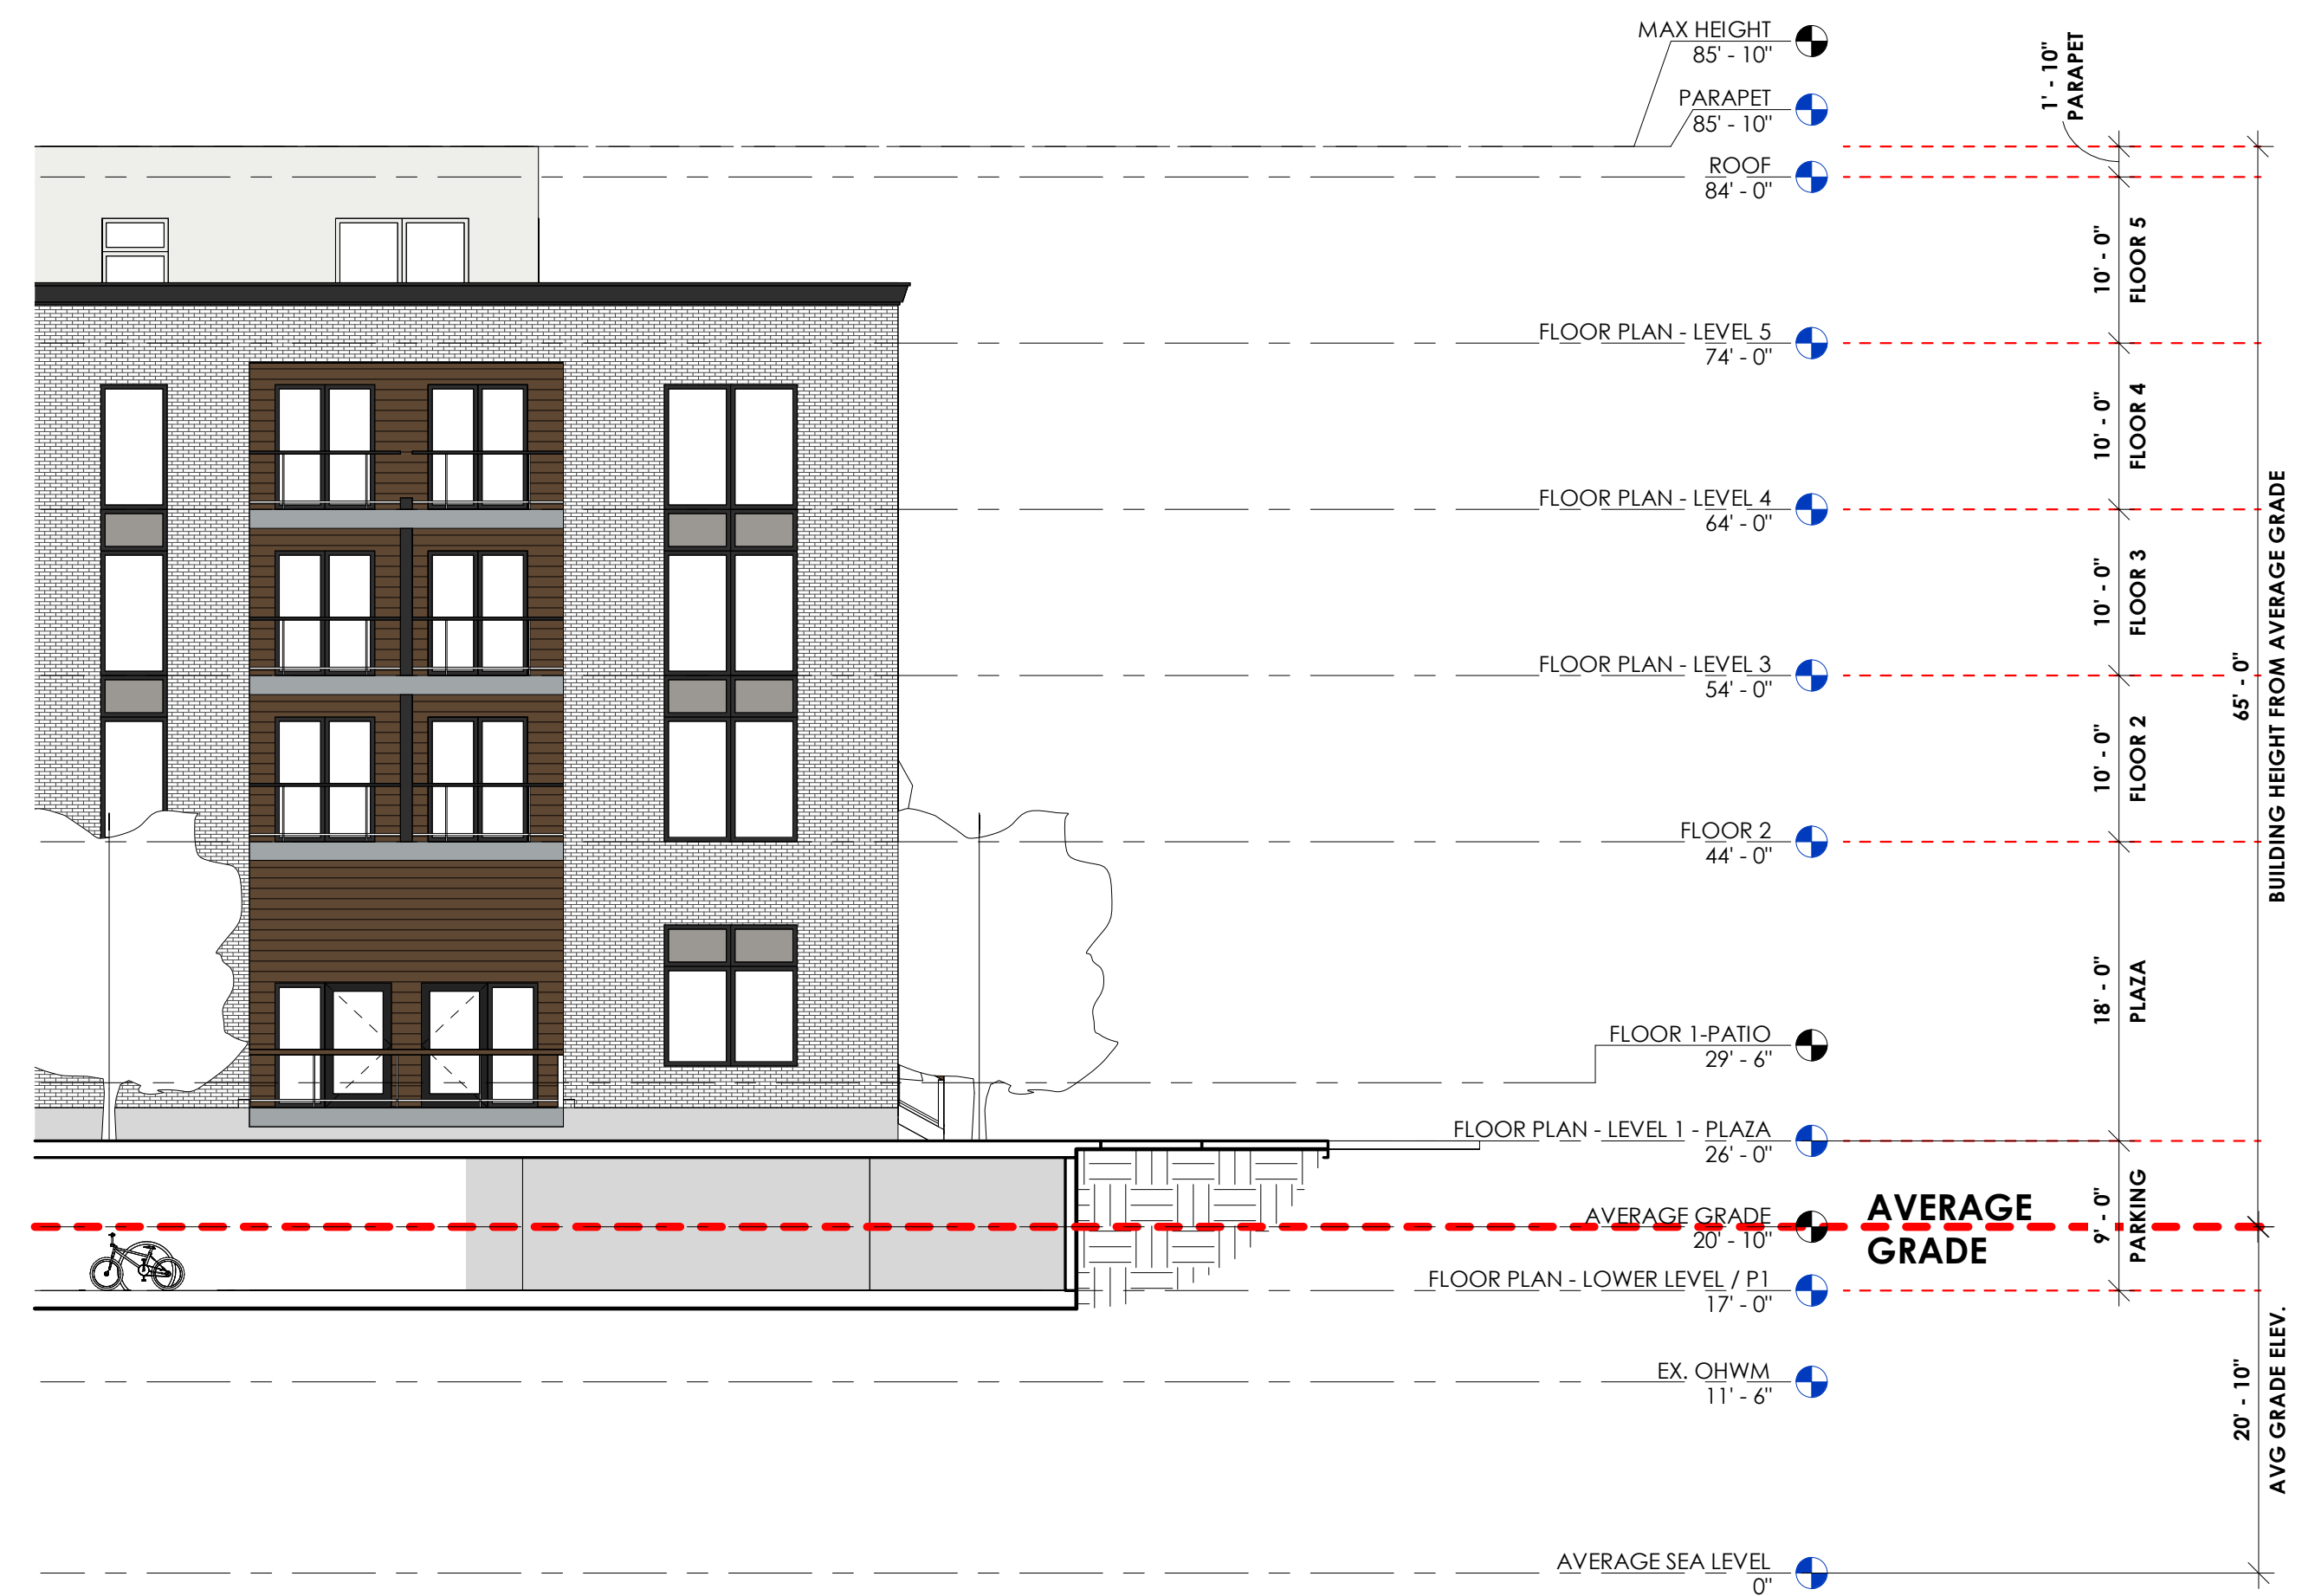 MAX HEIGHT
85' - 10"
PARAPET
85' - 10"
ROOF
84' - 0"
FLOOR PLAN - LEVEL 5
74' - 0"
FLOOR PLAN - LEVEL 4
64' - 0"
FLOOR PLAN - LEVEL 3
54' - 0"
FLOOR 2
44' - 0"
FLOOR 1-PATIO
29' - 6"
FLOOR PLAN - LEVEL 1 - PLAZA
26' - 0"
AVERAGE GRADE
20' - 10"
FLOOR PLAN - LOWER LEVEL / P1
17' - 0"
EX. OHWM
11' - 6"
AVERAGE SEA LEVEL
0"
AVERAGE
GRADE
1' - 10"
PARAPET
10' - 0"
FLOOR 5
10' - 0"
FLOOR 4
10' - 0"
FLOOR 3
10' - 0"
FLOOR 2
18' - 0"
PLAZA
9' - 0"
PARKING
65' - 0"
BUILDING HEIGHT FROM AVERAGE GRADE
20' - 10"
AVG GRADE ELEV.